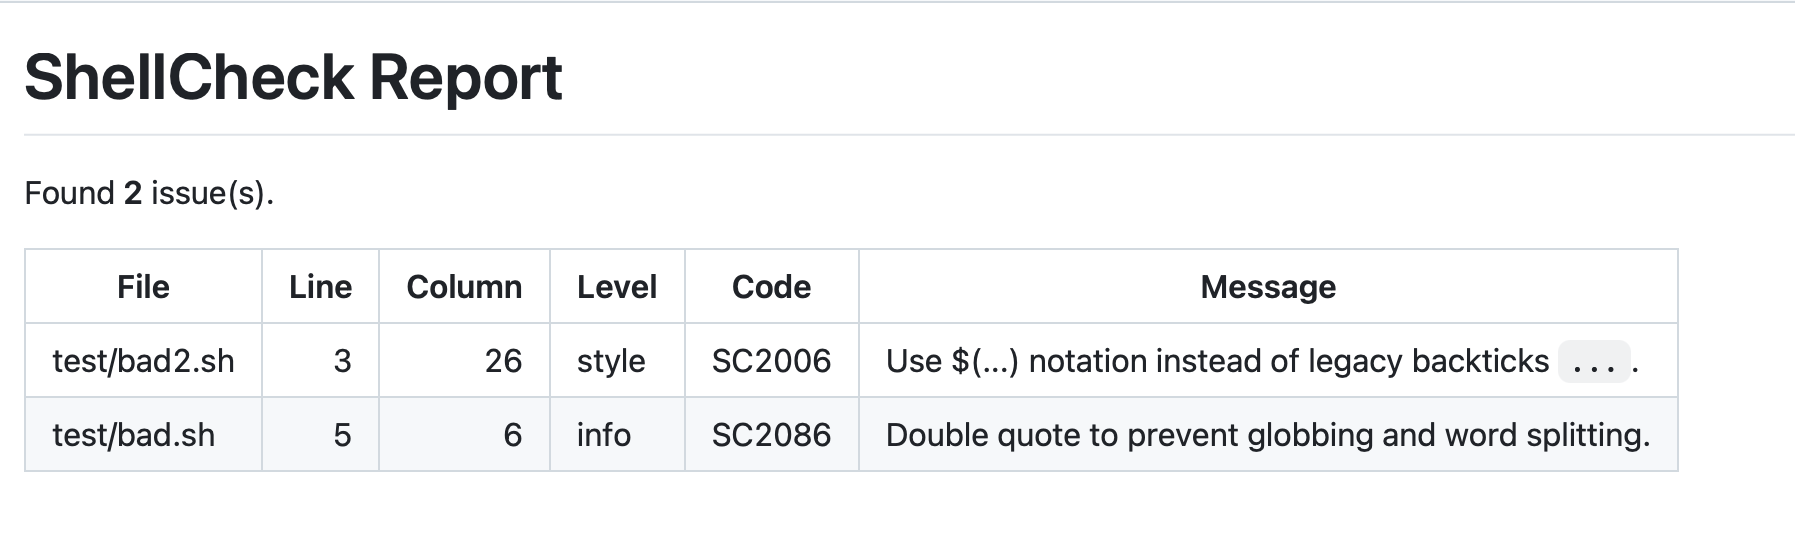 ShellCheck Report
Found 2 issue(s).
File Line Column Level Code Message
test/bad2.sh 3 26 style SC2006 Use $(...) notation instead of legacy backticks ... .
test/bad.sh 5 6 info SC2086 Double quote to prevent globbing and word splitting.